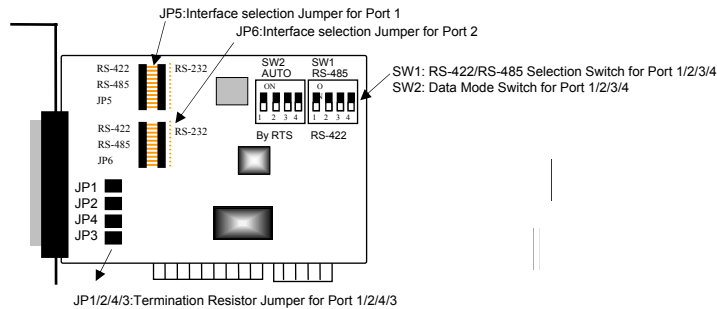 JP5:Interface selection Jumper for Port 1
JP6:Interface selection Jumper for Port 2
RS-422
RS-485
JP5
RS-232
RS-422
RS-485
JP6
RS-232
SW2
AUTO
ON
1 2 3 4
By RTS
SW1
RS-485
O
1 2 3 4
RS-422
SW1: RS-422/RS-485 Selection Switch for Port 1/2/3/4
SW2: Data Mode Switch for Port 1/2/3/4
JP1
JP2
JP4
JP3
JP1/2/4/3:Termination Resistor Jumper for Port 1/2/4/3